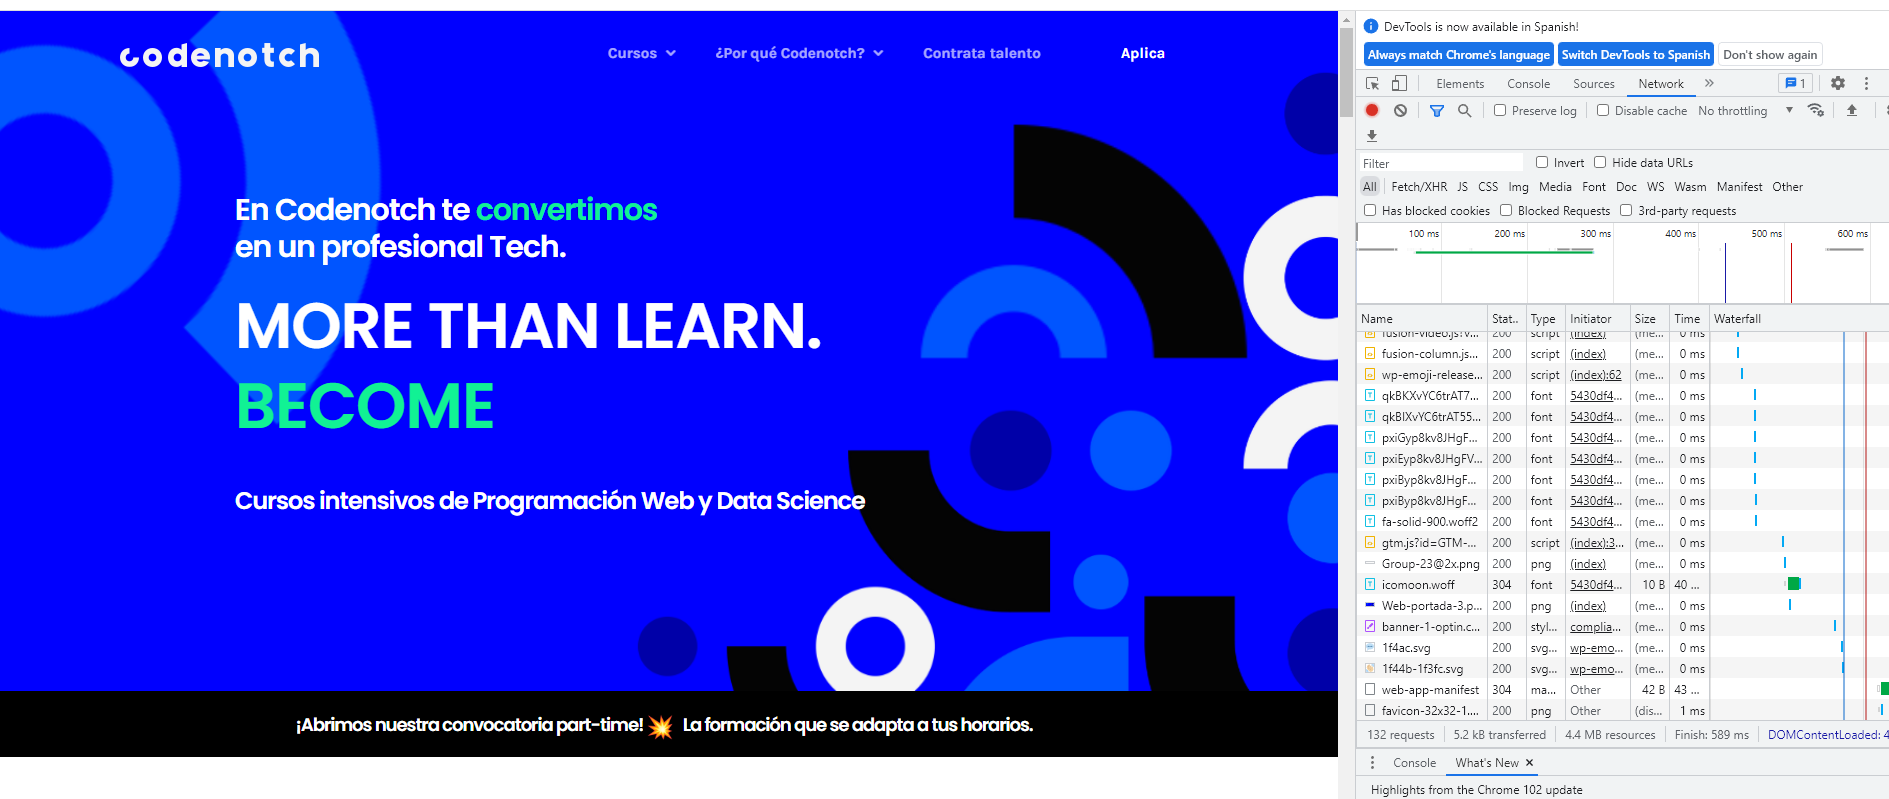 codenotch
Cursos
¿Por qué Codenotch?
Contrata talento
Aplica
En Codenotch te convertimos
en un profesional Tech.
MORE THAN LEARN.
BECOME
Cursos intensivos de Programación Web y Data Science
¡Abrimos nuestra convocatoria part-time! 💥 La formación que se adapta a tus horarios.
DevTools is now available in Spanish!
Always match Chrome's language Switch DevTools to Spanish Don't show again
Elements Console Sources Network » 1
Preserve log Disable cache No throttling
Filter Invert Hide data URLs
All Fetch/XHR JS CSS Img Media Font Doc WS Wasm Manifest Other
Has blocked cookies Blocked Requests 3rd-party requests
100 ms 200 ms 300 ms 400 ms 500 ms 600 ms
Name Stat.. Type Initiator Size Time Waterfall
fusion-video.js?v... 200 script (index) (me... 0 ms
fusion-column.js... 200 script (index) (me... 0 ms
wp-emoji-release... 200 script (index):62 (me... 0 ms
qkBKXvYC6trAT7... 200 font 5430df4... (me... 0 ms
qkBIXvYC6trAT55... 200 font 5430df4... (me... 0 ms
pxiGyp8kv8JHgF... 200 font 5430df4... (me... 0 ms
pxiEyp8kv8JHgFV... 200 font 5430df4... (me... 0 ms
pxiByp8kv8JHgF... 200 font 5430df4... (me... 0 ms
pxiByp8kv8JHgF... 200 font 5430df4... (me... 0 ms
fa-solid-900.woff2 200 font 5430df4... (me... 0 ms
gtm.js?id=GTM-... 200 script (index):3... (me... 0 ms
Group-23@2x.png 200 png (index) (me... 0 ms
icomoon.woff 304 font 5430df4... 10 B 40 ...
Web-portada-3.p... 200 png (index) (me... 0 ms
banner-1-optin.c... 200 styl... complia... (me... 0 ms
1f4ac.svg 200 svg... wp-emo... (me... 0 ms
1f44b-1f3fc.svg 200 svg... wp-emo... (me... 0 ms
web-app-manifest 304 ma... Other 42 B 43 ...
favicon-32x32-1.... 200 png Other (dis... 1 ms
132 requests 5.2 kB transferred 4.4 MB resources Finish: 589 ms DOMContentLoaded: 4
Console What's New ×
Highlights from the Chrome 102 update